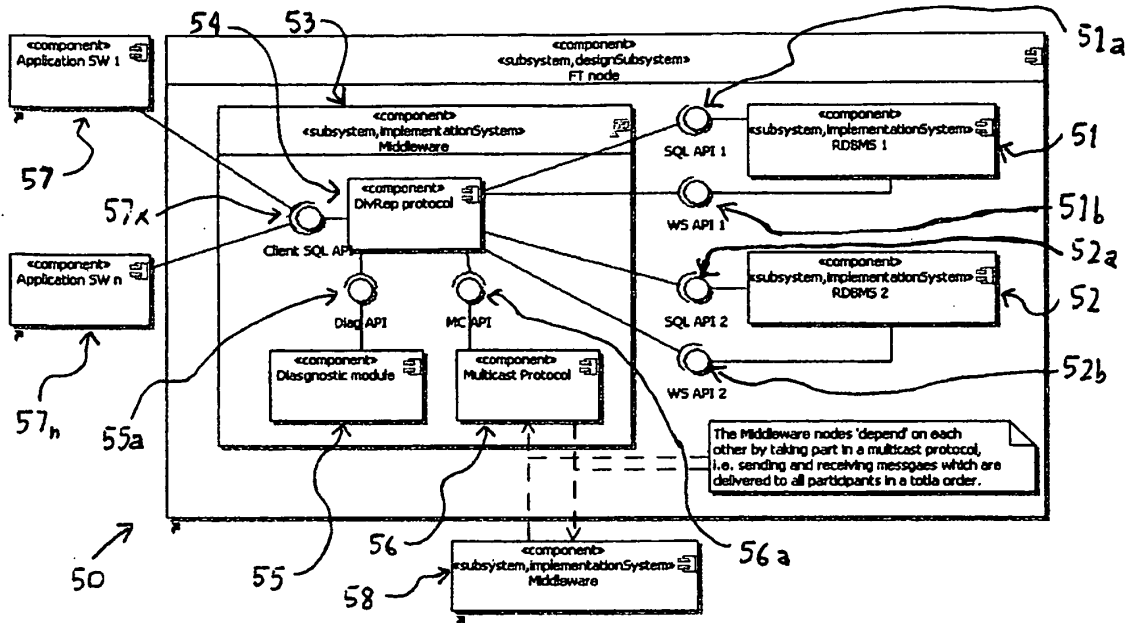 54
53
51a
«component»
Application SW 1
«component»
«subsystem,designSubsystem»
FT node
57
«component»
«subsystem,implementationSystem»
Middleware
SQL API 1
«component»
«subsystem,implementationSystem»
RDBMS 1
51
«component»
DivRep protocol
57x
Client SQL API
WS API 1
51b
52a
«component»
Application SW n
57n
Diag API
MC API
SQL API 2
«component»
«subsystem,implementationSystem»
RDBMS 2
52
55a
«component»
Diasgnostic module
«component»
Multicast Protocol
WS API 2
52b
The Middleware nodes 'depend' on each
other by taking part in a multicast protocol,
i.e. sending and receiving messgaes which are
delivered to all participants in a totla order.
50
55
56
56a
58
«component»
«subsystem,implementationSystem»
Middleware